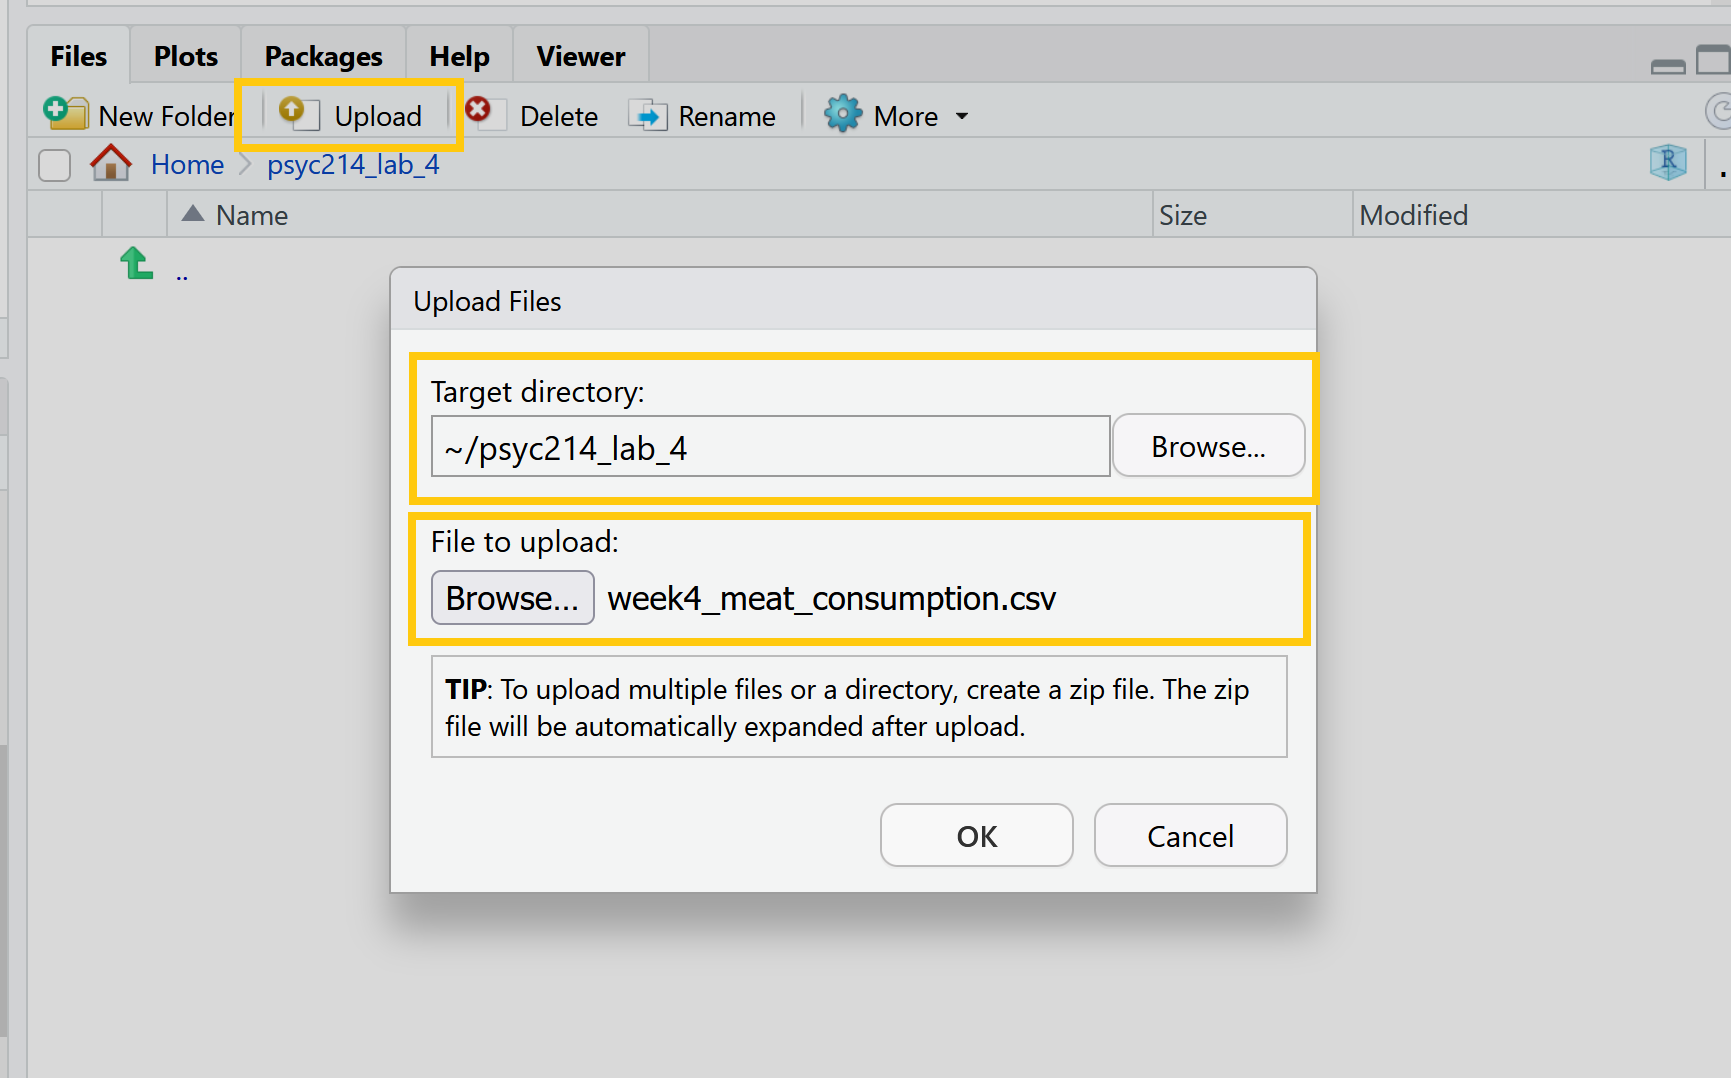 Files Plots Packages Help Viewer
New Folder Upload Delete Rename More
Home psyc214_lab_4 R
Name Size Modified
..
Upload Files
Target directory:
~/psyc214_lab_4 Browse...
File to upload:
Browse... week4_meat_consumption.csv
TIP: To upload multiple files or a directory, create a zip file. The zip
file will be automatically expanded after upload.
OK Cancel